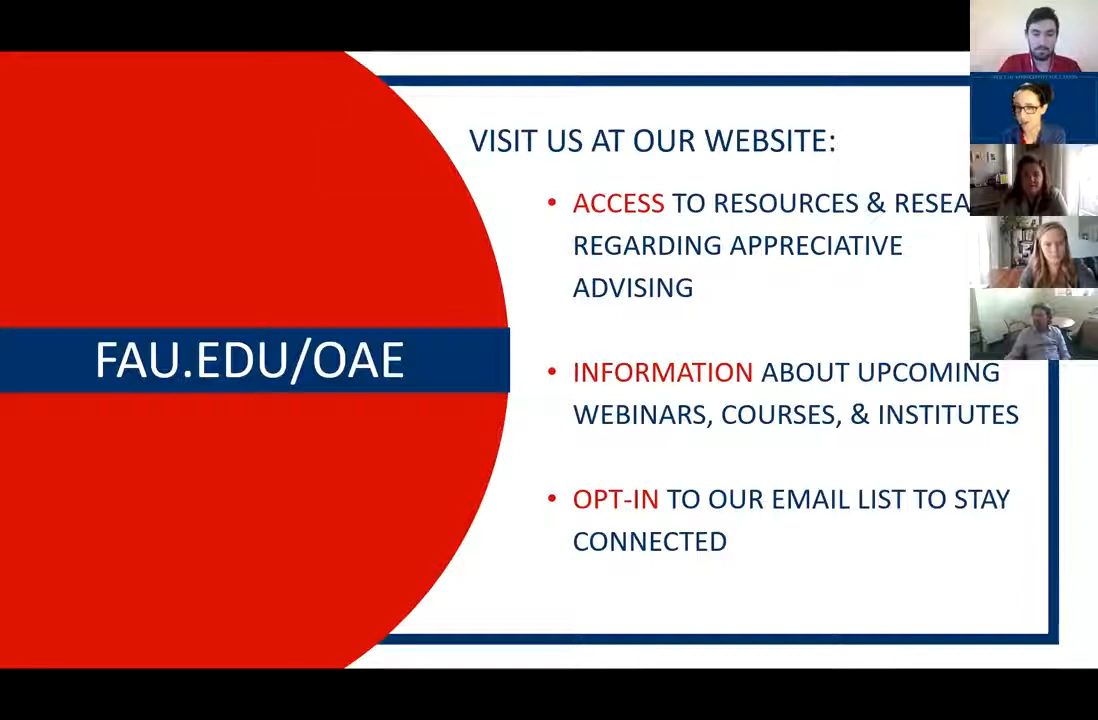 VISIT US AT OUR WEBSITE:
• ACCESS TO RESOURCES & RESEA
REGARDING APPRECIATIVE
ADVISING
FAU.EDU/OAE
• INFORMATION ABOUT UPCOMING
WEBINARS, COURSES, & INSTITUTES
• OPT-IN TO OUR EMAIL LIST TO STAY
CONNECTED